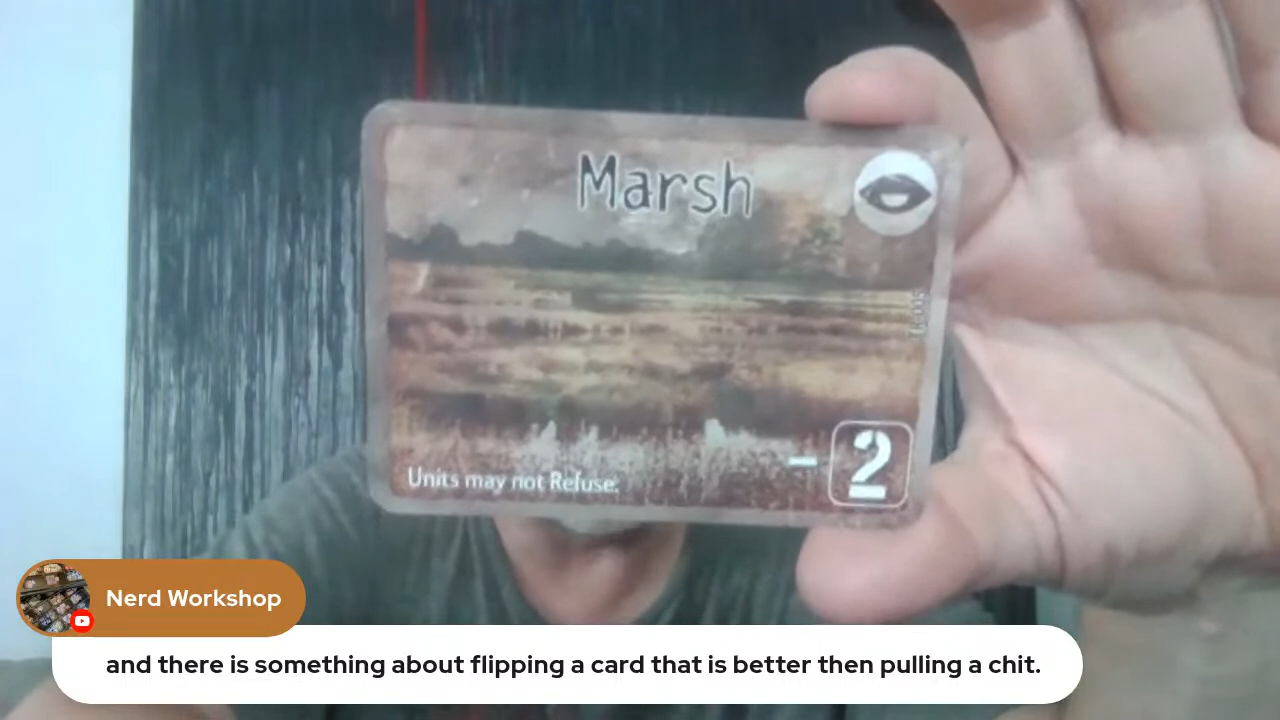 Marsh
Units may not Refuse.
- 2
Nerd Workshop
and there is something about flipping a card that is better then pulling a chit.